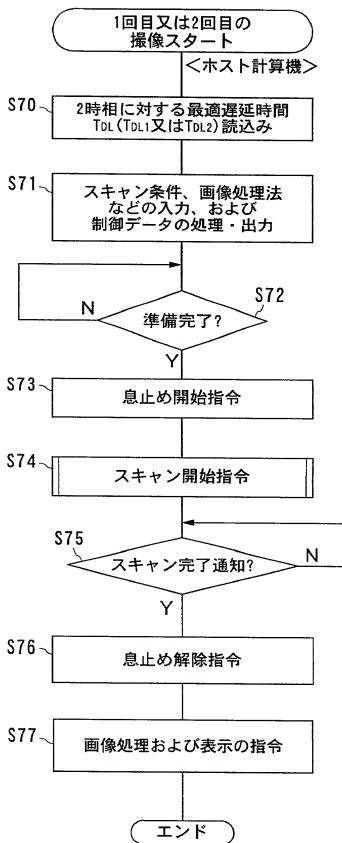 1回目又は2回目の
撮像スタート
<ホスト計算機>
S70
2時相に対する最適遅延時間
TDL(TDL1又はTDL2)読込み
S71
スキャン条件、画像処理法
などの入力、および
制御データの処理・出力
S72
準備完了?
N
Y
S73
息止め開始指令
S74
スキャン開始指令
S75
スキャン完了通知?
N
Y
S76
息止め解除指令
S77
画像処理および表示の指令
エンド